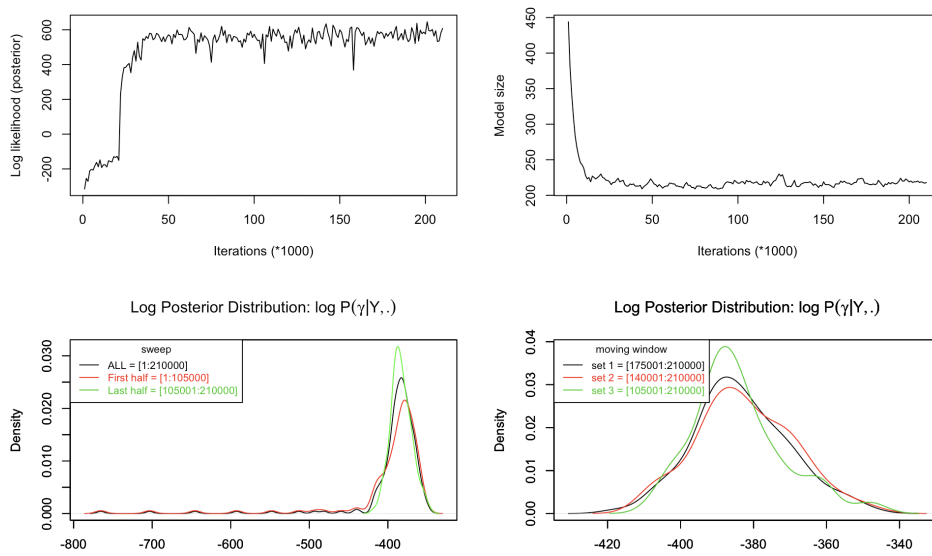 Log likelihood (posterior)
600
400
200
0
-200
0
50
100
150
200
Iterations (*1000)
Model size
450
400
350
300
250
200
0
50
100
150
200
Iterations (*1000)
Log Posterior Distribution: log P(γ|Y,.)
Density
0.030
0.020
0.010
0.000
sweep
ALL = [1:210000]
First half = [1:105000]
Last half = [105001:210000]
-800
-700
-600
-500
-400
Log Posterior Distribution: log P(γ|Y,.)
Density
0.04
0.03
0.02
0.01
0.00
moving window
set 1 = [175001:210000]
set 2 = [140001:210000]
set 3 = [105001:210000]
-420
-400
-380
-360
-340